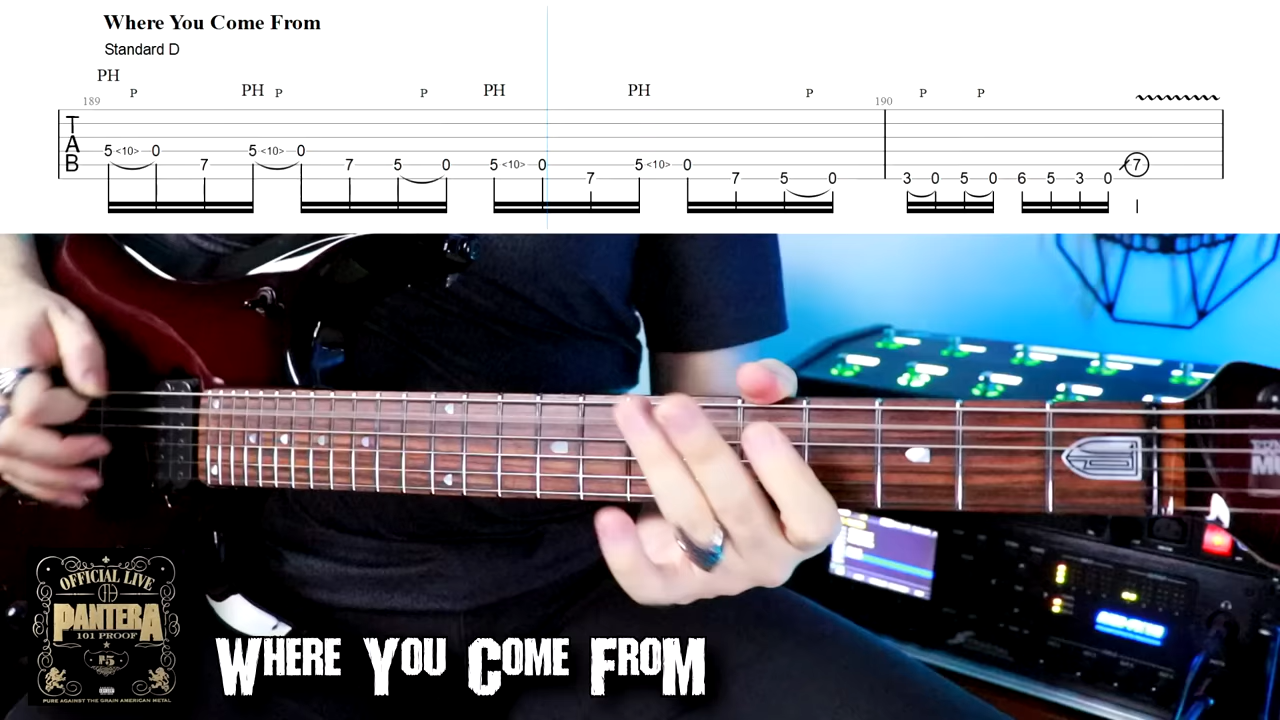 Where You Come From
Standard D
PH
PH P P PH PH P P P
189 190
T
A
B
5 <10> 0 5 <10> 0
7 7 5 0 5 <10> 0 5 <10> 0 7
7 7 5 0 3 0 5 0 6 5 3 0
OFFICIAL LIVE
PANTERA
101 PROOF
PURE AGAINST THE GRAIN AMERICAN METAL
WHERE YOU COME FROM